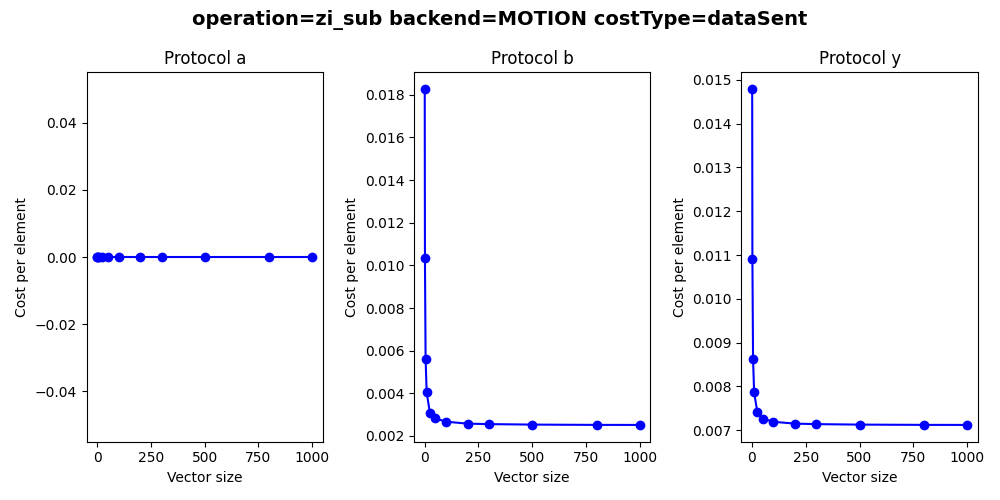 operation=zi_sub backend=MOTION costType=dataSent
Protocol a
Cost per element
0.04
0.02
0.00
−0.02
−0.04
0 250 500 750 1000
Vector size
Protocol b
Cost per element
0.018
0.016
0.014
0.012
0.010
0.008
0.006
0.004
0.002
0 250 500 750 1000
Vector size
Protocol y
Cost per element
0.015
0.014
0.013
0.012
0.011
0.010
0.009
0.008
0.007
0 250 500 750 1000
Vector size